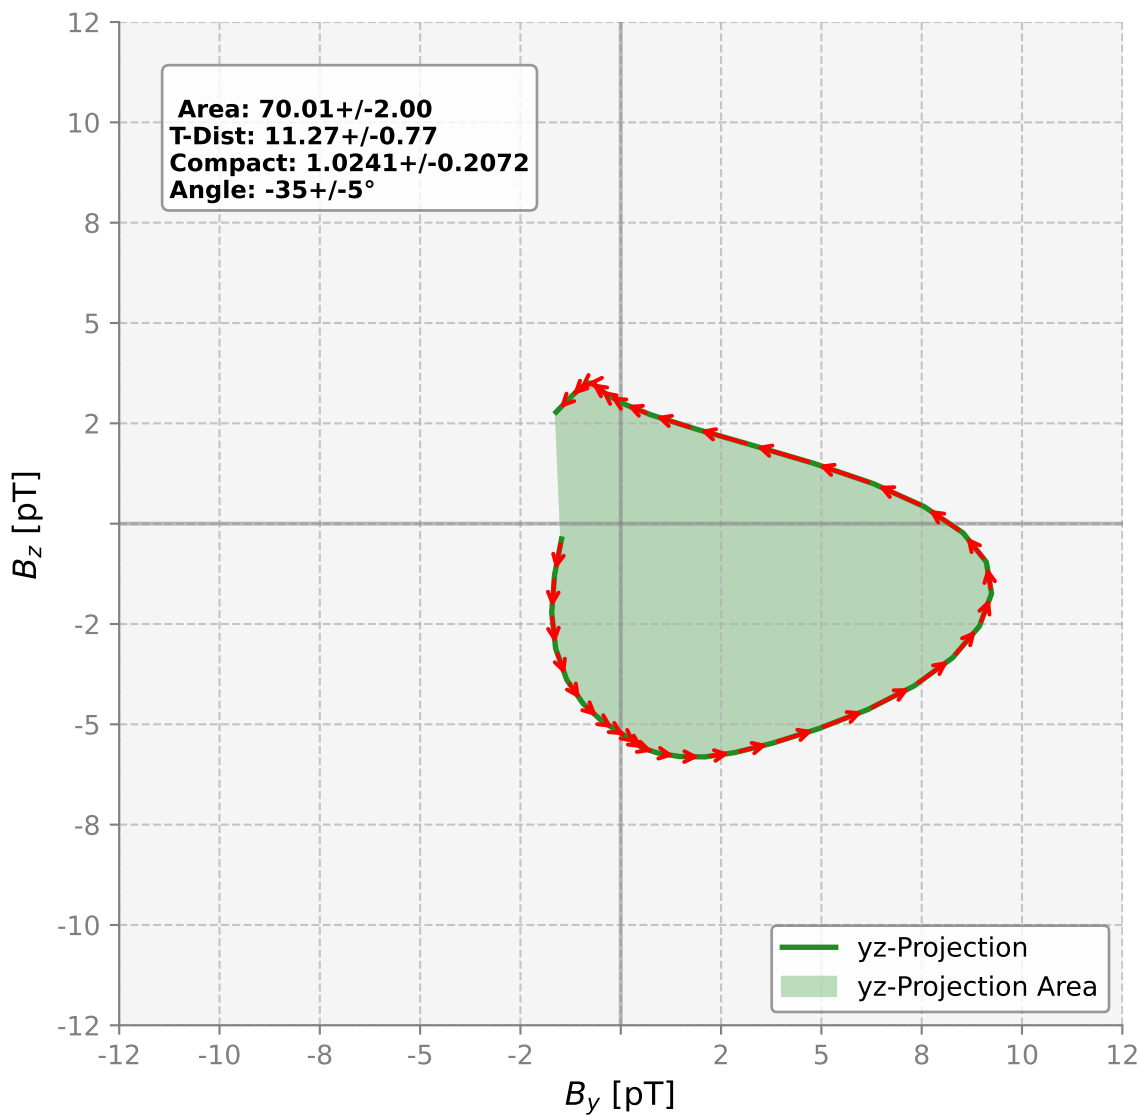 12
10
8
5
2
-2
-5
-8
-10
-12
Area: 70.01+/-2.00
T-Dist: 11.27+/-0.77
Compact: 1.0241+/-0.2072
Angle: -35+/-5°
B_z [pT]
yz-Projection
yz-Projection Area
-12 -10 -8 -5 -2 2 5 8 10 12
B_y [pT]